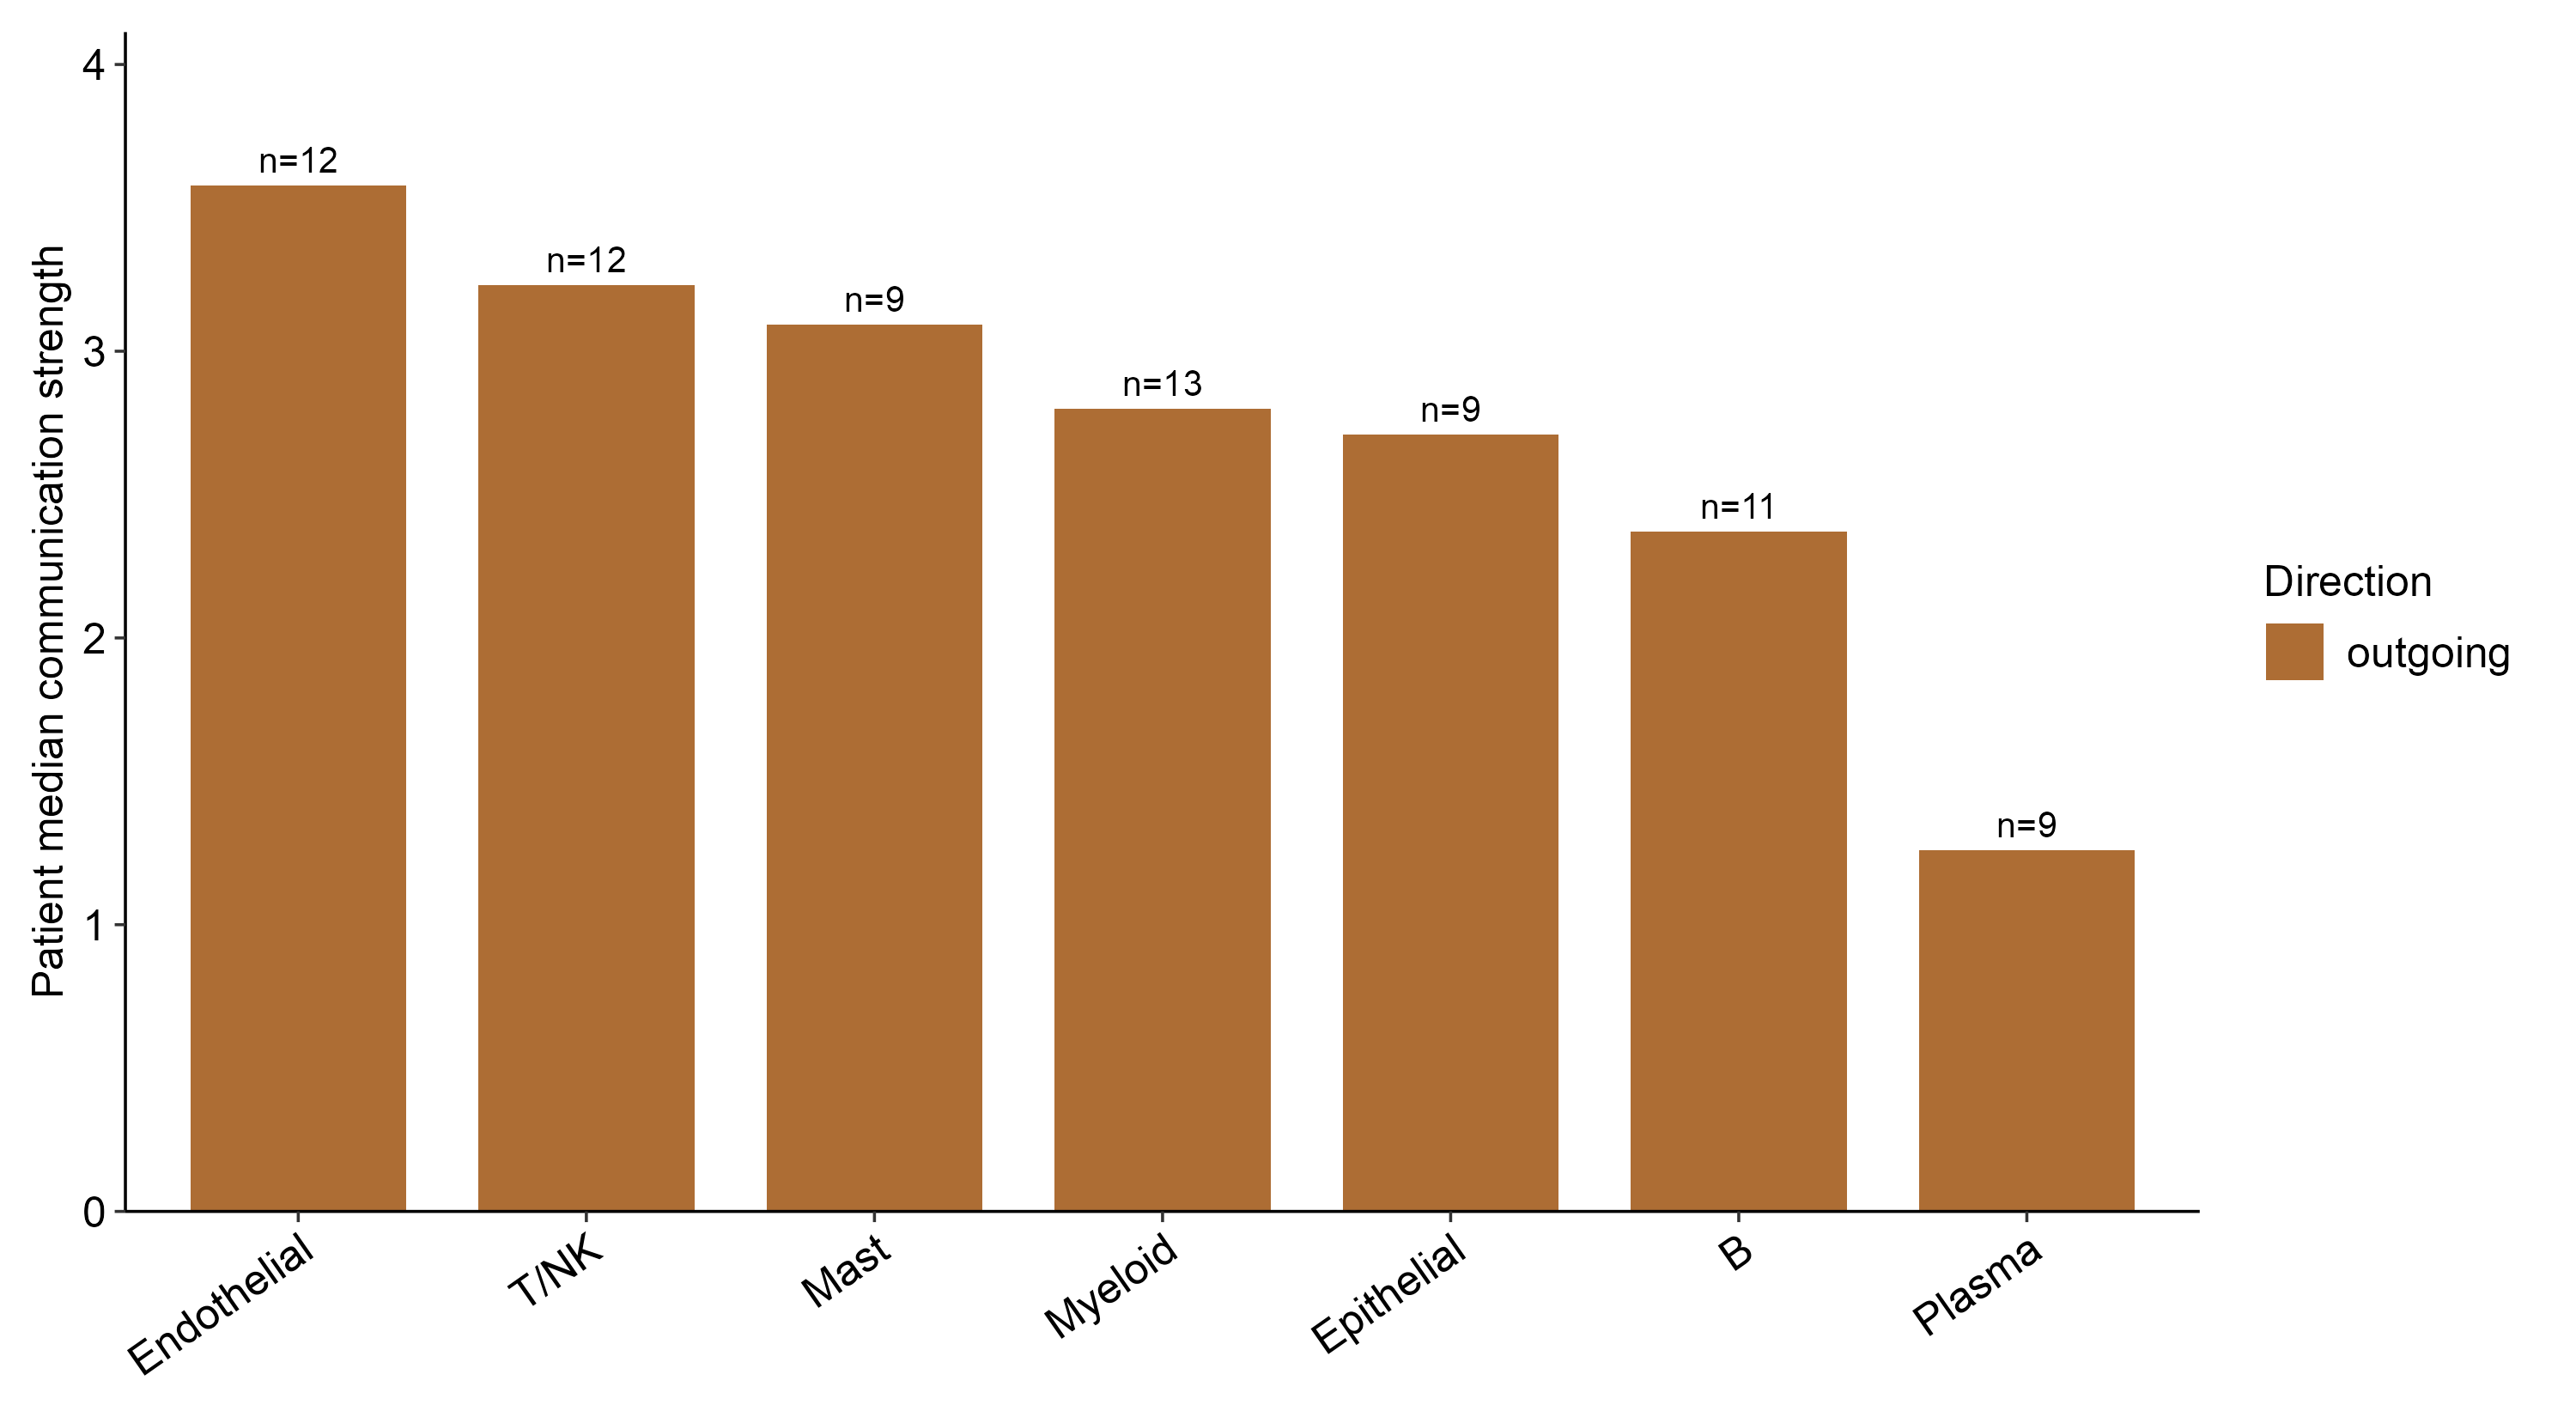 Patient median communication strength
4
3
2
1
0
n=12
n=12
n=9
n=13
n=9
n=11
n=9
Endothelial
T/NK
Mast
Myeloid
Epithelial
B
Plasma
Direction
outgoing